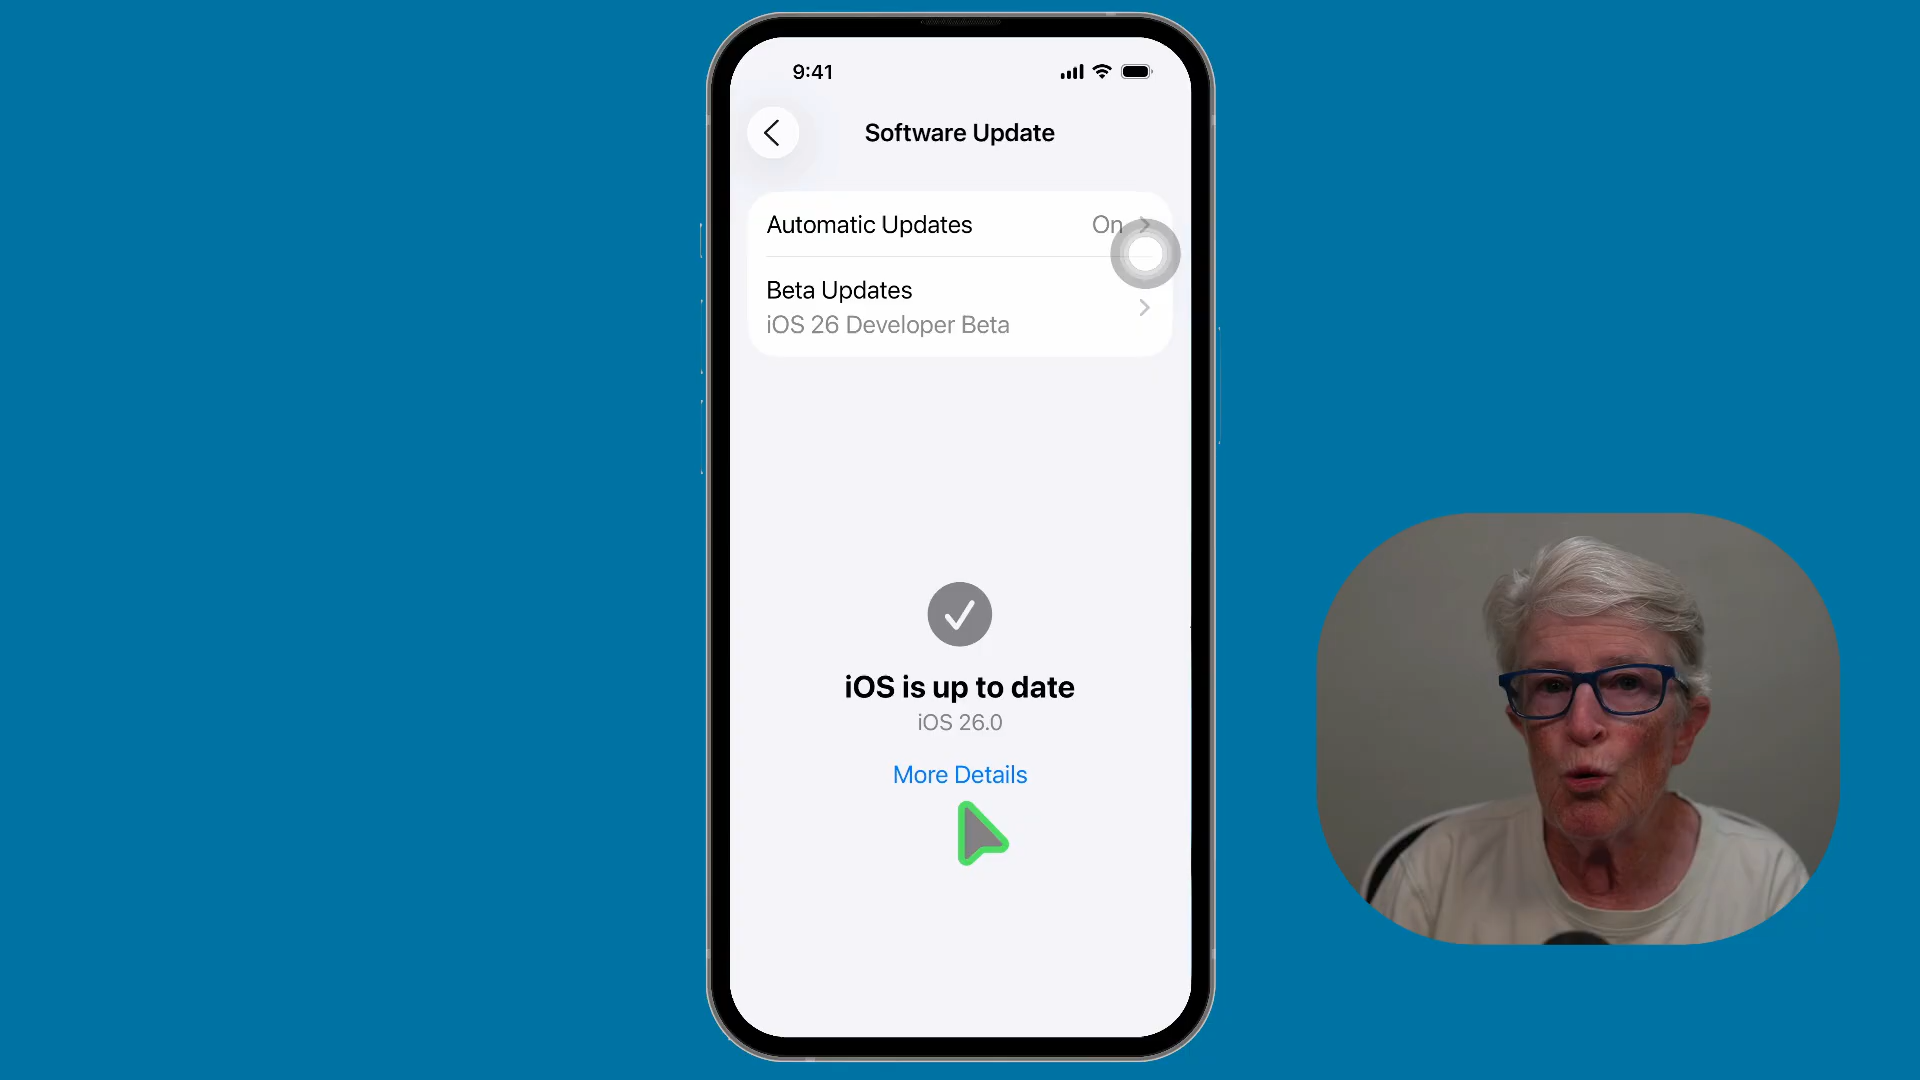 9:41
Software Update
Automatic Updates On
Beta Updates
iOS 26 Developer Beta
iOS is up to date
iOS 26.0
More Details